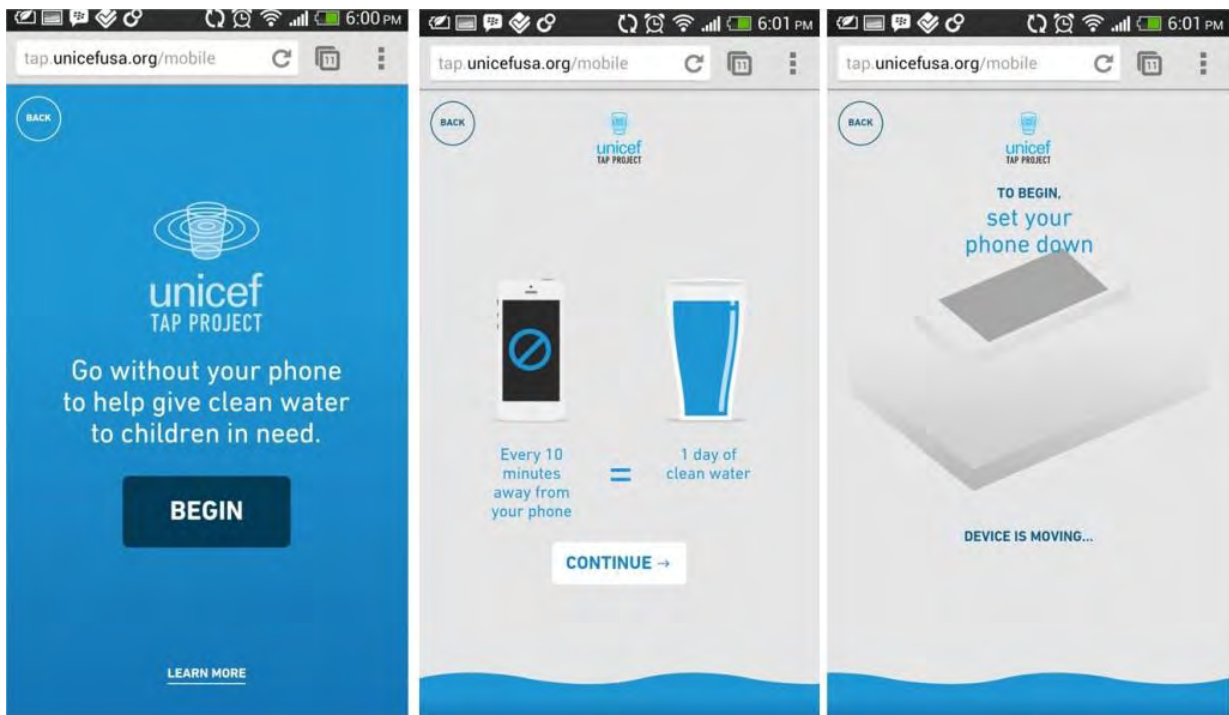 6:00 PM
tap.unicefusa.org/mobile
11
BACK
unicef
TAP PROJECT
Go without your phone
to help give clean water
to children in need.
BEGIN
LEARN MORE
6:01 PM
tap.unicefusa.org/mobile
11
BACK
unicef
TAP PROJECT
Every 10
minutes
away from
your phone
=
1 day of
clean water
CONTINUE →
6:01 PM
tap.unicefusa.org/mobile
11
BACK
unicef
TAP PROJECT
TO BEGIN,
set your
phone down
DEVICE IS MOVING...